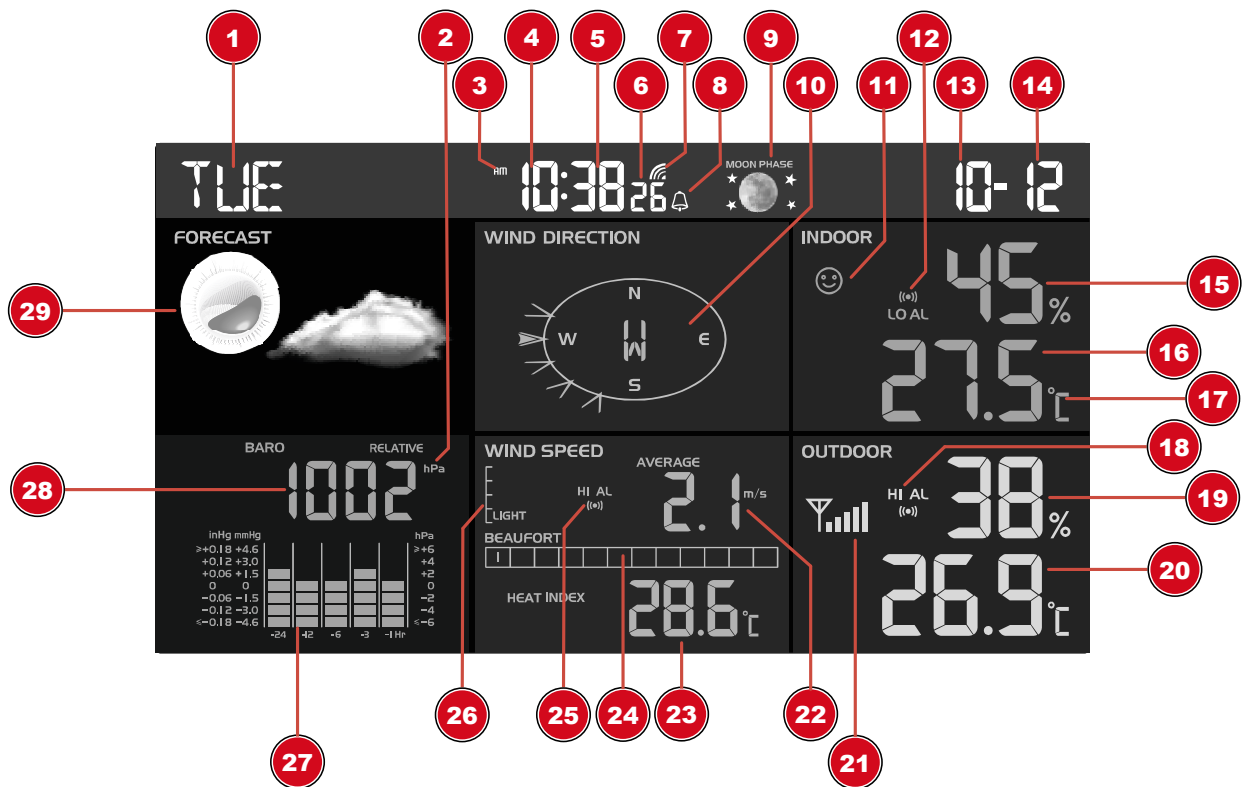 1 2 3 4 5 6 7 8 9 10 11 12 13 14
TUE AM 10:38 26 MOON PHASE 10-12
FORECAST
29
WIND DIRECTION
N
W W E
S
INDOOR
45 % 15
LO AL
27.5 °C 16
17
BARO RELATIVE
1002 hPa
28
inHg mmHg hPa
≥+0.18 +4.6 ≥+6
+0.12 +3.0 +4
+0.06 +1.5 +2
0 0 0
-0.06 -1.5 -2
-0.12 -3.0 -4
≤-0.18 -4.6 ≤-6
-24 -12 -6 -3 -1 Hr
WIND SPEED
AVERAGE
HI AL 2.1 m/s
LIGHT
BEAUFORT
1
HEAT INDEX 28.6 °C
OUTDOOR
18
HI AL 38 % 19
26.9 °C 20
26 25 24 23 22
27 21